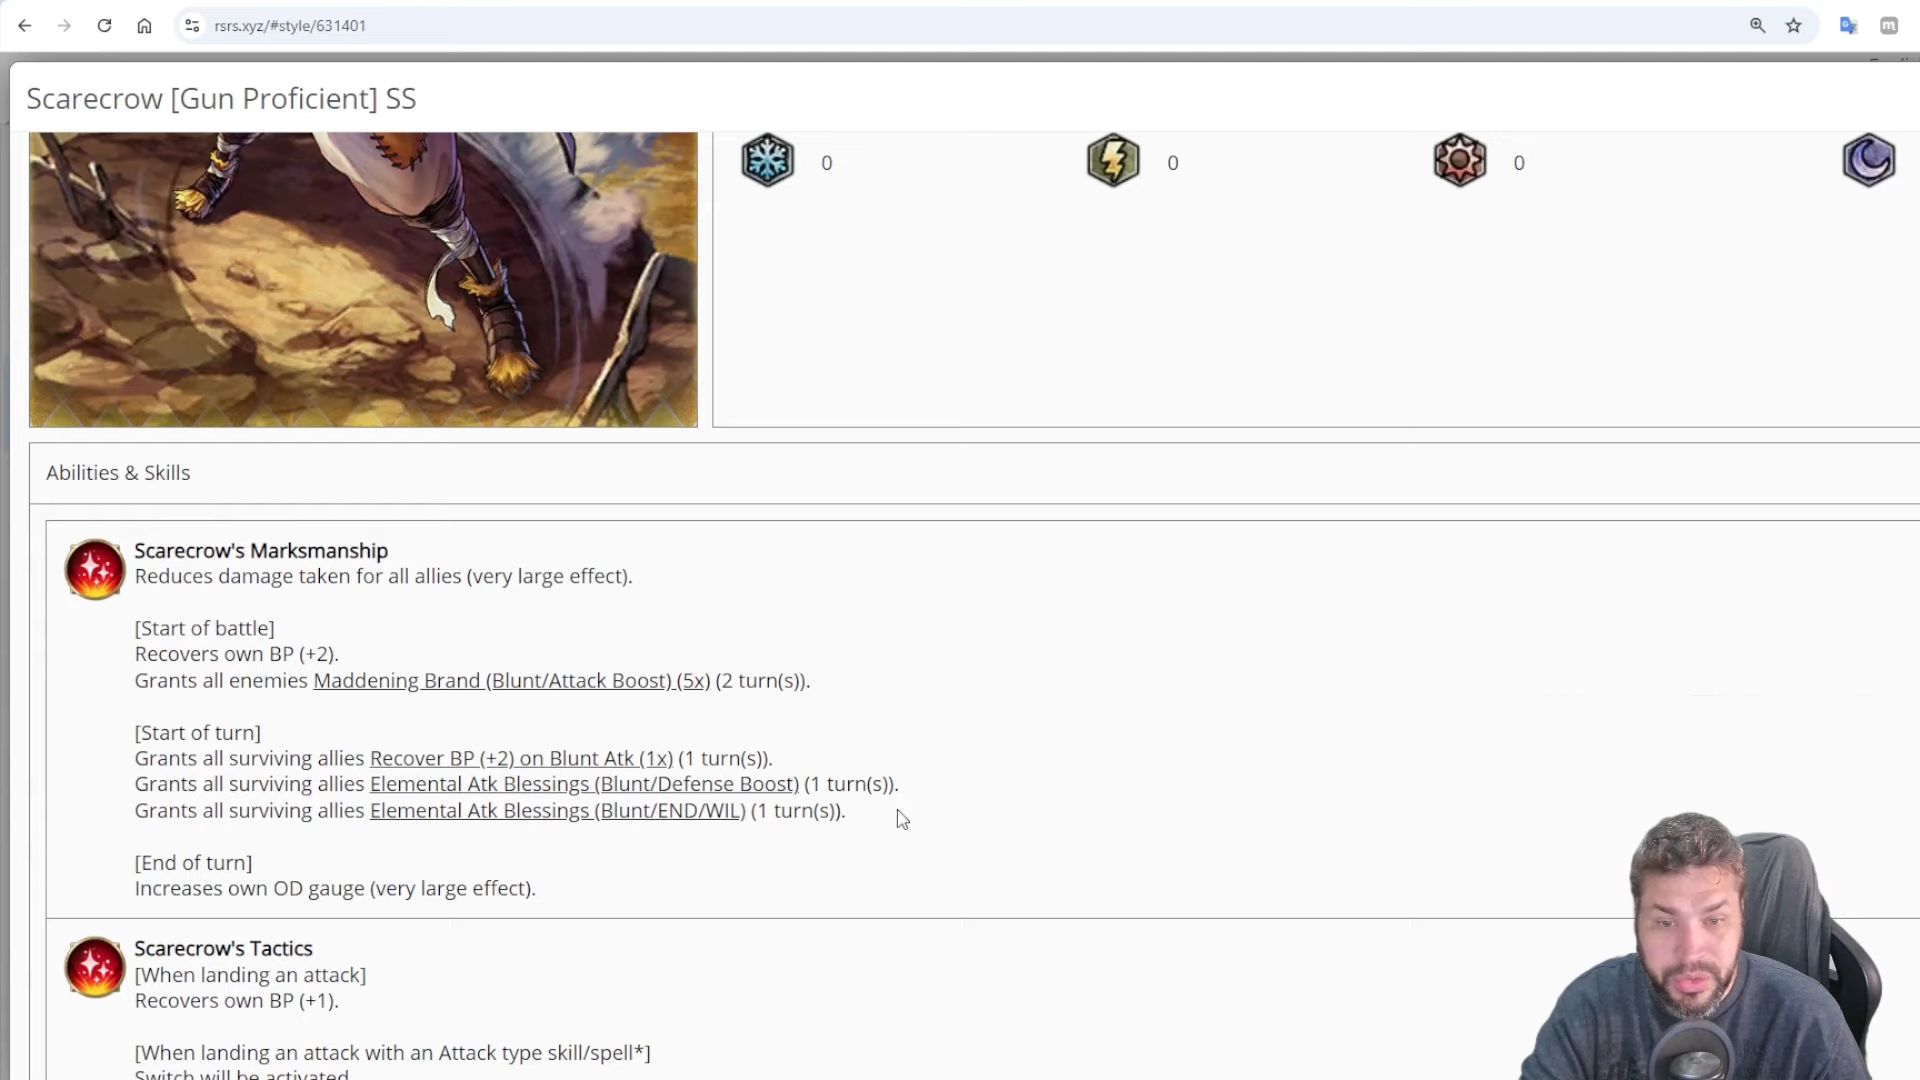 rsrs.xyz/#style/631401
m
Scarecrow [Gun Proficient] SS
0
0
0
Abilities & Skills
Scarecrow's Marksmanship
Reduces damage taken for all allies (very large effect).
[Start of battle]
Recovers own BP (+2).
Grants all enemies Maddening Brand (Blunt/Attack Boost) (5x) (2 turn(s)).
[Start of turn]
Grants all surviving allies Recover BP (+2) on Blunt Atk (1x) (1 turn(s)).
Grants all surviving allies Elemental Atk Blessings (Blunt/Defense Boost) (1 turn(s)).
Grants all surviving allies Elemental Atk Blessings (Blunt/END/WIL) (1 turn(s)).
[End of turn]
Increases own OD gauge (very large effect).
Scarecrow's Tactics
[When landing an attack]
Recovers own BP (+1).
[When landing an attack with an Attack type skill/spell*]
Switch will be activated